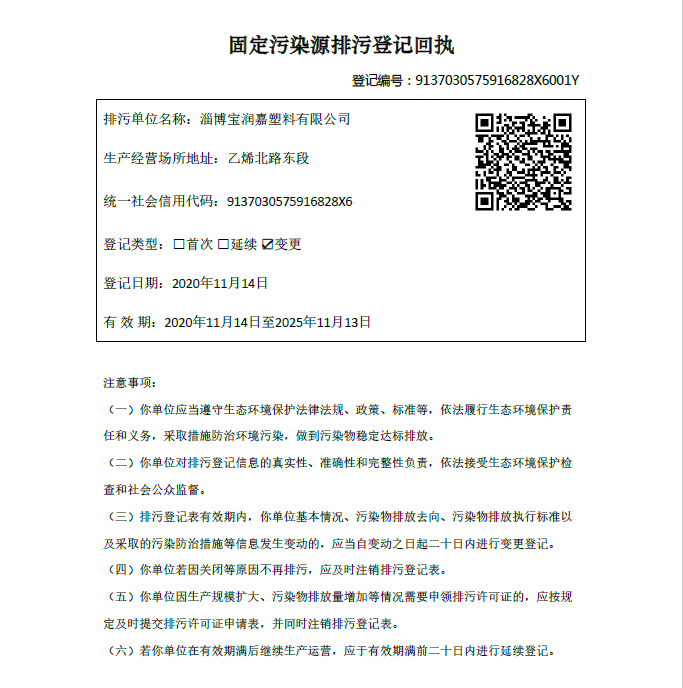 固定污染源排污登记回执
登记编号：9137030575916828X6001Y
排污单位名称：淄博宝润嘉塑料有限公司
生产经营场所地址：乙烯北路东段
统一社会信用代码：9137030575916828X6
登记类型：☐首次 ☐延续 ☑变更
登记日期：2020年11月14日
有 效 期：2020年11月14日至2025年11月13日
注意事项：
（一）你单位应当遵守生态环境保护法律法规、政策、标准等，依法履行生态环境保护责
任和义务，采取措施防治环境污染，做到污染物稳定达标排放。
（二）你单位对排污登记信息的真实性、准确性和完整性负责，依法接受生态环境保护检
查和社会公众监督。
（三）排污登记表有效期内，你单位基本情况、污染物排放去向、污染物排放执行标准以
及采取的污染防治措施等信息发生变动的，应当自变动之日起二十日内进行变更登记。
（四）你单位若因关闭等原因不再排污，应及时注销排污登记表。
（五）你单位因生产规模扩大、污染物排放量增加等情况需要申领排污许可证的，应按规
定及时提交排污许可证申请表，并同时注销排污登记表。
（六）若你单位在有效期满后继续生产运营，应于有效期满前二十日内进行延续登记。